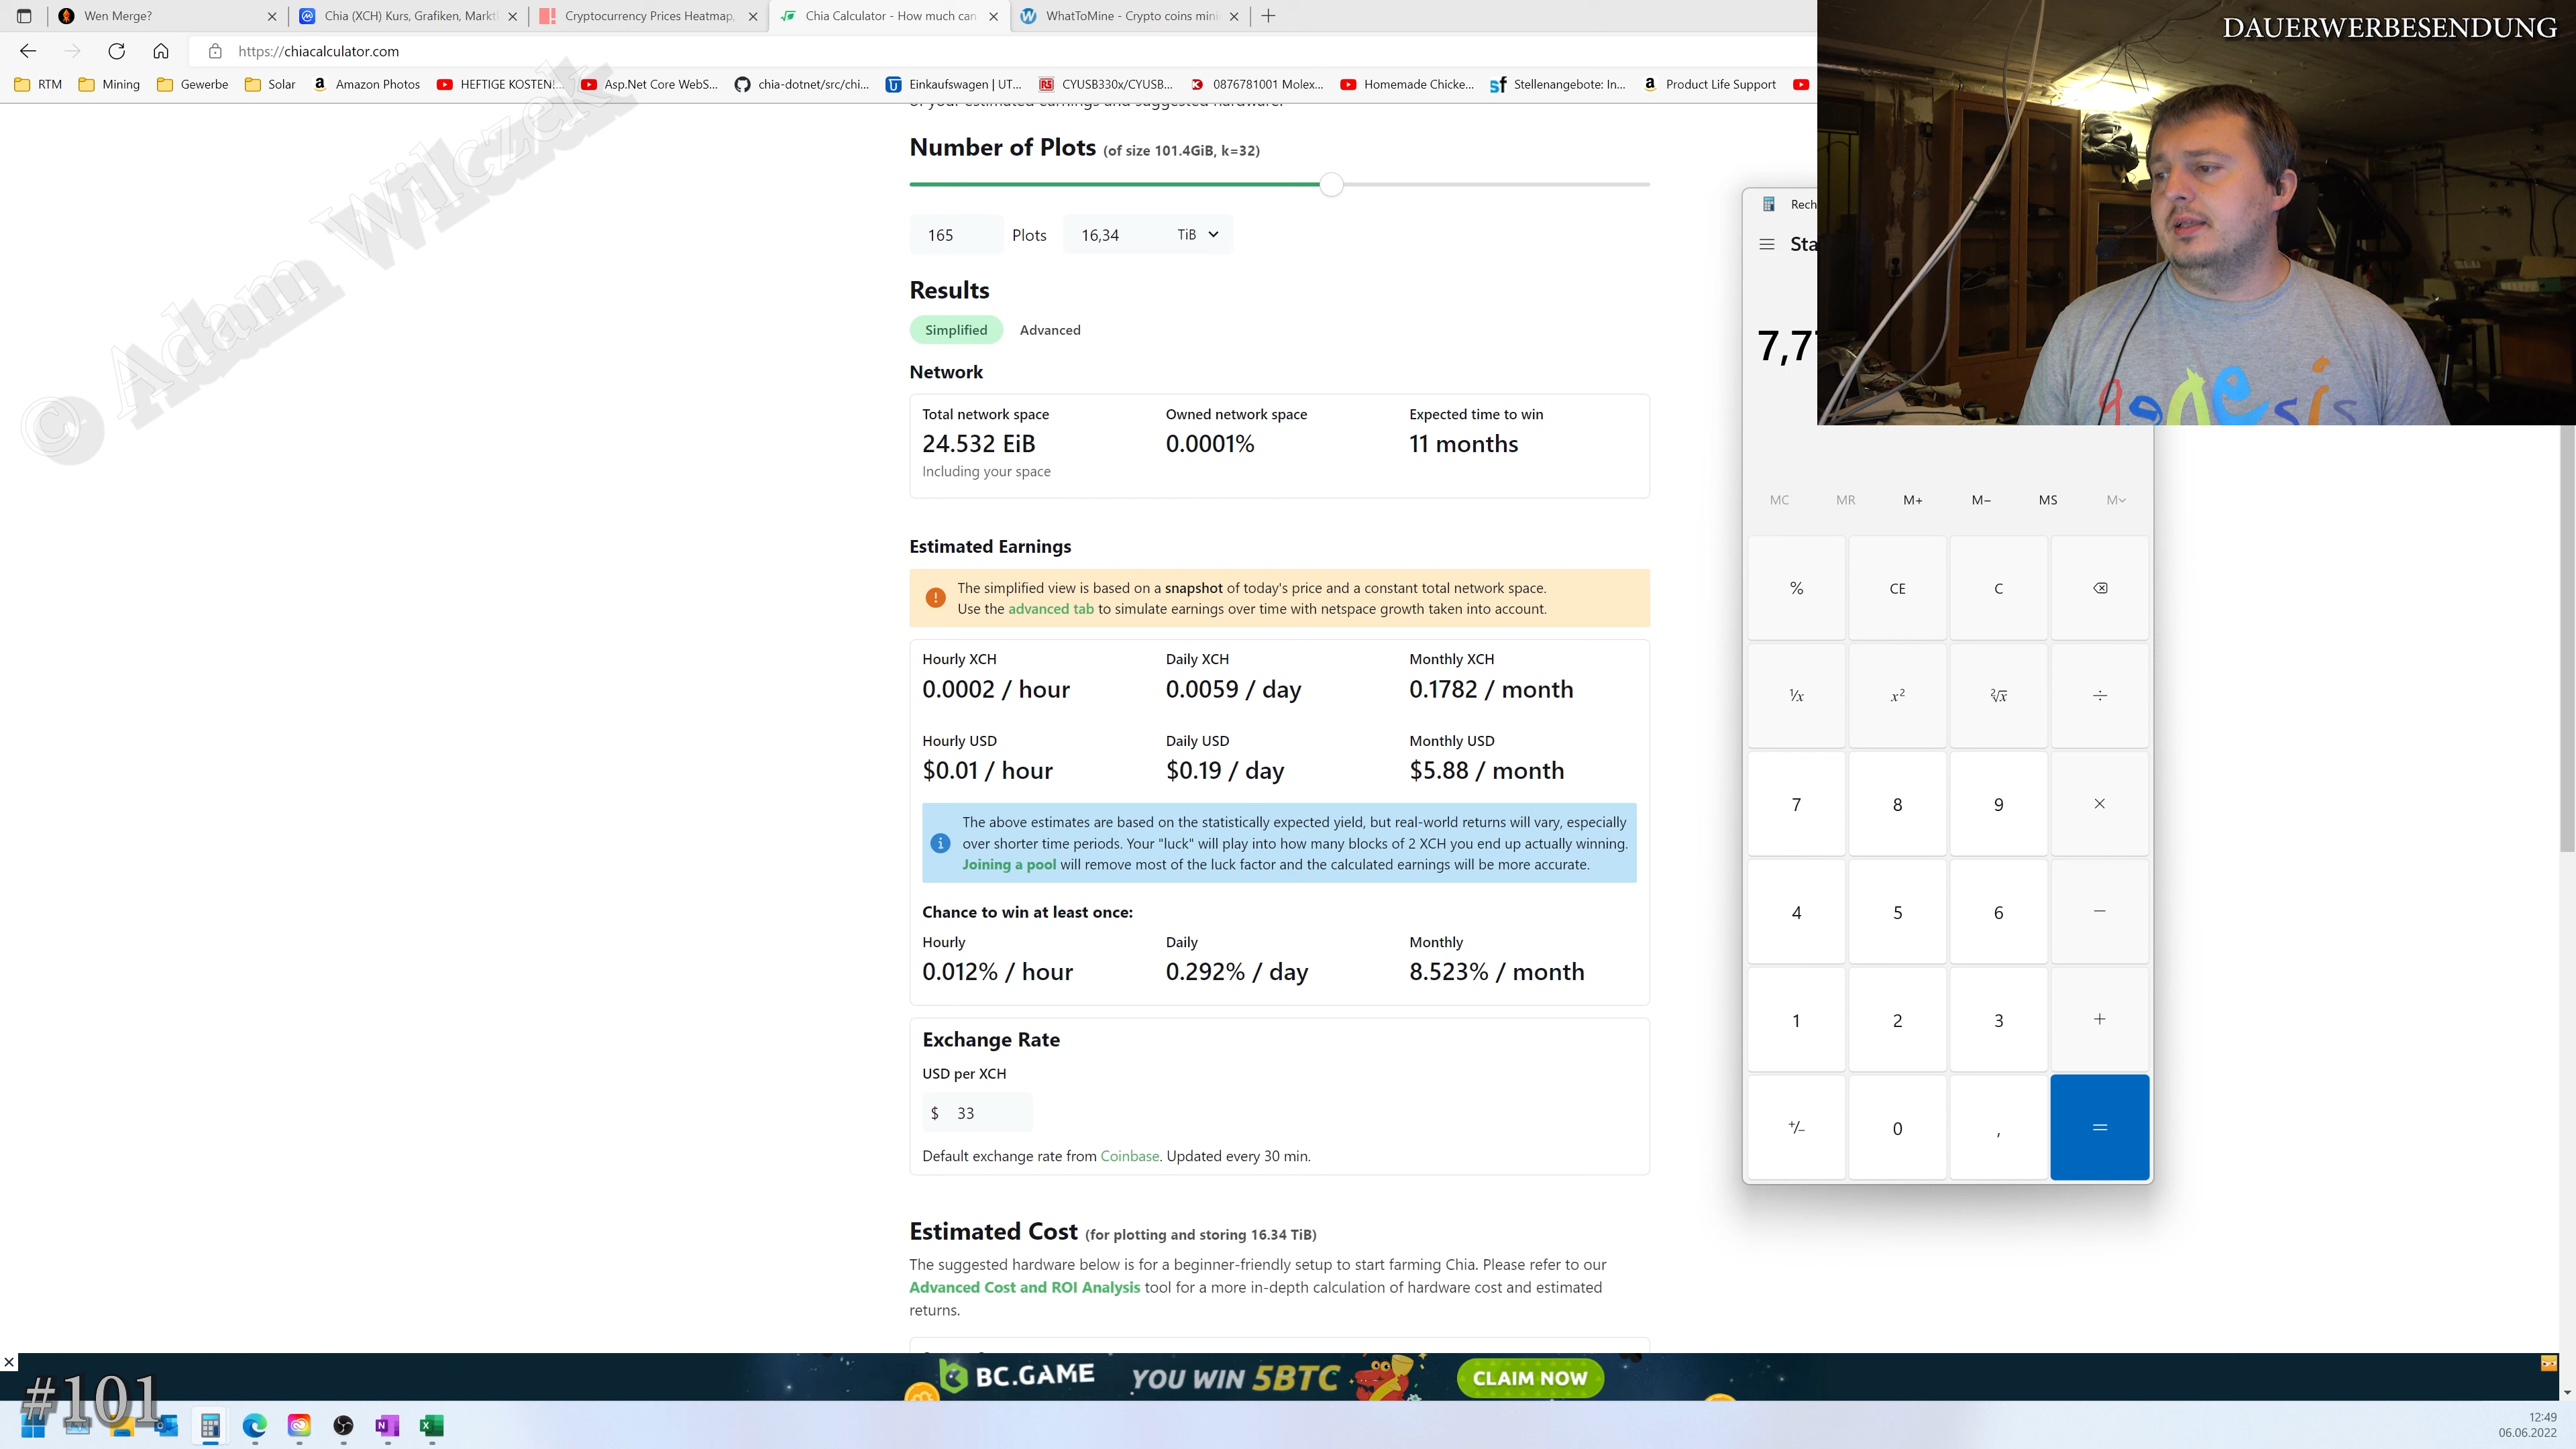 Wen Merge?
Chia (XCH) Kurs, Grafiken, Markt
Cryptocurrency Prices Heatmap,
Chia Calculator - How much can
WhatToMine - Crypto coins mini
DAUERWERBESENDUNG
https://chiacalculator.com
RTM Mining Gewerbe Solar Amazon Photos HEFTIGE KOSTEN!... Asp.Net Core WebS... chia-dotnet/src/chi... Einkaufswagen | UT... CYUSB330x/CYUSB... 0876781001 Molex... Homemade Chicke... Stellenangebote: In... Product Life Support
of your estimated earnings and suggested hardware.
© Adam Wilczek
Number of Plots (of size 101.4GiB, k=32)
165 Plots 16,34 TiB
Results
Simplified Advanced
Network
Total network space Owned network space Expected time to win
24.532 EiB 0.0001% 11 months
Including your space
Estimated Earnings
The simplified view is based on a snapshot of today's price and a constant total network space.
Use the advanced tab to simulate earnings over time with netspace growth taken into account.
Hourly XCH Daily XCH Monthly XCH
0.0002 / hour 0.0059 / day 0.1782 / month
Hourly USD Daily USD Monthly USD
$0.01 / hour $0.19 / day $5.88 / month
The above estimates are based on the statistically expected yield, but real-world returns will vary, especially
over shorter time periods. Your "luck" will play into how many blocks of 2 XCH you end up actually winning.
Joining a pool will remove most of the luck factor and the calculated earnings will be more accurate.
Chance to win at least once:
Hourly Daily Monthly
0.012% / hour 0.292% / day 8.523% / month
Exchange Rate
USD per XCH
$ 33
Default exchange rate from Coinbase. Updated every 30 min.
Estimated Cost (for plotting and storing 16.34 TiB)
The suggested hardware below is for a beginner-friendly setup to start farming Chia. Please refer to our
Advanced Cost and ROI Analysis tool for a more in-depth calculation of hardware cost and estimated
returns.
Rech
Sta
7,77
genesis
MC MR M+ M− MS M
% CE C
1/x x² ²√x ÷
7 8 9 ×
4 5 6 −
1 2 3 +
+/− 0 , =
BC.GAME YOU WIN 5BTC CLAIM NOW
#101
12:49
06.06.2022